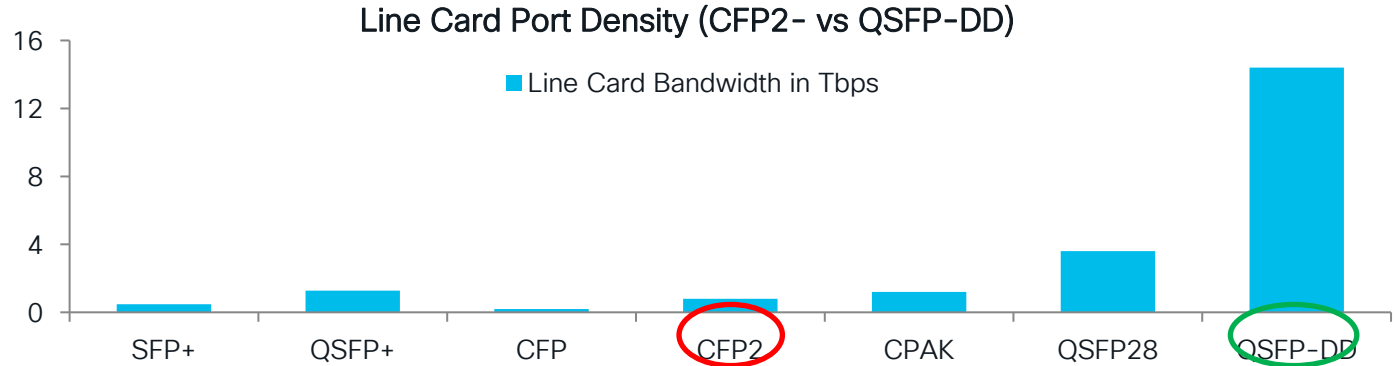 Line Card Port Density (CFP2- vs QSFP-DD)
Line Card Bandwidth in Tbps
16
12
8
4
0
SFP+ QSFP+ CFP CFP2 CPAK QSFP28 QSFP-DD